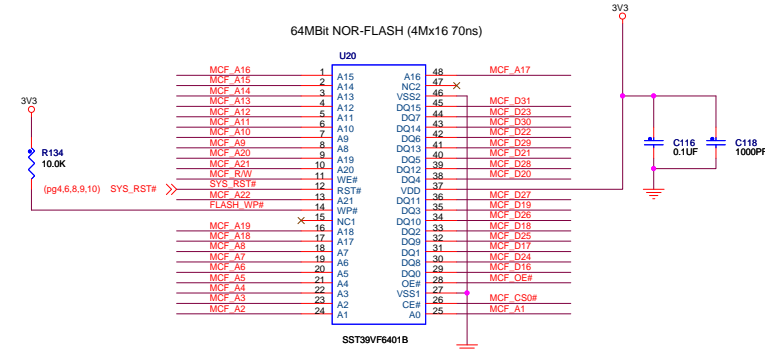 64MBit NOR-FLASH (4Mx16 70ns)
3V3
U20
MCF_A16 1 A15 A16 48 MCF_A17
MCF_A15 2 A14 NC2 47
MCF_A14 3 A13 VSS2 46
MCF_A13 4 A12 DQ15 45 MCF_D31
MCF_A12 5 A11 DQ7 44 MCF_D23
MCF_A11 6 A10 DQ14 43 MCF_D30
MCF_A10 7 A9 DQ6 42 MCF_D22
MCF_A9 8 A8 DQ13 41 MCF_D29
MCF_A20 9 A19 DQ5 40 MCF_D21
MCF_A21 10 A20 DQ12 39 MCF_D28
MCF_R/W 11 WE# DQ4 38 MCF_D20
SYS_RST# 12 RST# VDD 37
MCF_A22 13 A21 DQ11 36 MCF_D27
FLASH_WP# 14 WP# DQ3 35 MCF_D19
15 NC1 DQ10 34 MCF_D26
MCF_A19 16 A18 DQ2 33 MCF_D18
MCF_A18 17 A17 DQ9 32 MCF_D25
MCF_A8 18 A7 DQ1 31 MCF_D17
MCF_A7 19 A6 DQ8 30 MCF_D24
MCF_A6 20 A5 DQ0 29 MCF_D16
MCF_A5 21 A4 OE# 28 MCF_OE#
MCF_A4 22 A3 VSS1 27
MCF_A3 23 A2 CE# 26 MCF_CS0#
MCF_A2 24 A1 A0 25 MCF_A1
SST39VF6401B
3V3
R134
10.0K
(pg4,6,8,9,10) SYS_RST#
C116
0.1UF
C118
1000PF